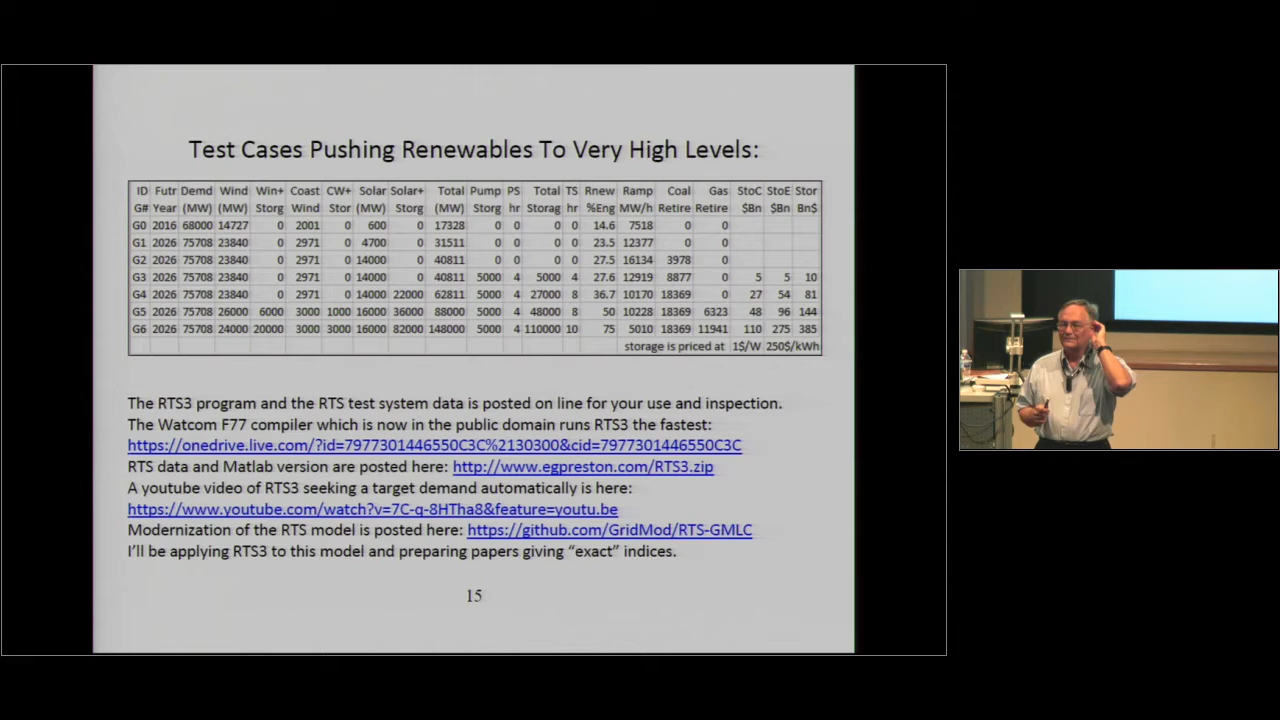 Test Cases Pushing Renewables To Very High Levels:
ID Futr Demd Wind Win+ Coast CW+ Solar Solar+ Total Pump PS Total TS Rnew Ramp Coal Gas StoC StoE Stor
G# Year (MW) (MW) Storg Wind Stor (MW) Storg (MW) Storg hr Storag hr %Eng MW/h Retire Retire $Bn $Bn Bn$
G0 2016 68000 14727 0 2001 0 600 0 17328 0 0 0 0 14.6 7518 0 0
G1 2026 75708 23840 0 2971 0 4700 0 31511 0 0 0 0 23.5 12377 0 0
G2 2026 75708 23840 0 2971 0 14000 0 40811 0 0 0 0 27.5 16134 3978 0
G3 2026 75708 23840 0 2971 0 14000 0 40811 5000 4 5000 4 27.6 12919 8877 0 5 5 10
G4 2026 75708 23840 0 2971 0 14000 22000 62811 5000 4 27000 8 36.7 10170 18369 0 27 54 81
G5 2026 75708 26000 6000 3000 1000 16000 36000 88000 5000 4 48000 8 50 10228 18369 6323 48 96 144
G6 2026 75708 24000 20000 3000 3000 16000 82000 148000 5000 4 110000 10 75 5010 18369 11941 110 275 385
storage is priced at 1$/W 250$/kWh
The RTS3 program and the RTS test system data is posted on line for your use and inspection.
The Watcom F77 compiler which is now in the public domain runs RTS3 the fastest:
https://onedrive.live.com/?id=7977301446550C3C%2130300&cid=7977301446550C3C
RTS data and Matlab version are posted here: http://www.egpreston.com/RTS3.zip
A youtube video of RTS3 seeking a target demand automatically is here:
https://www.youtube.com/watch?v=7C-q-8HTha8&feature=youtu.be
Modernization of the RTS model is posted here: https://github.com/GridMod/RTS-GMLC
I'll be applying RTS3 to this model and preparing papers giving “exact” indices.
15